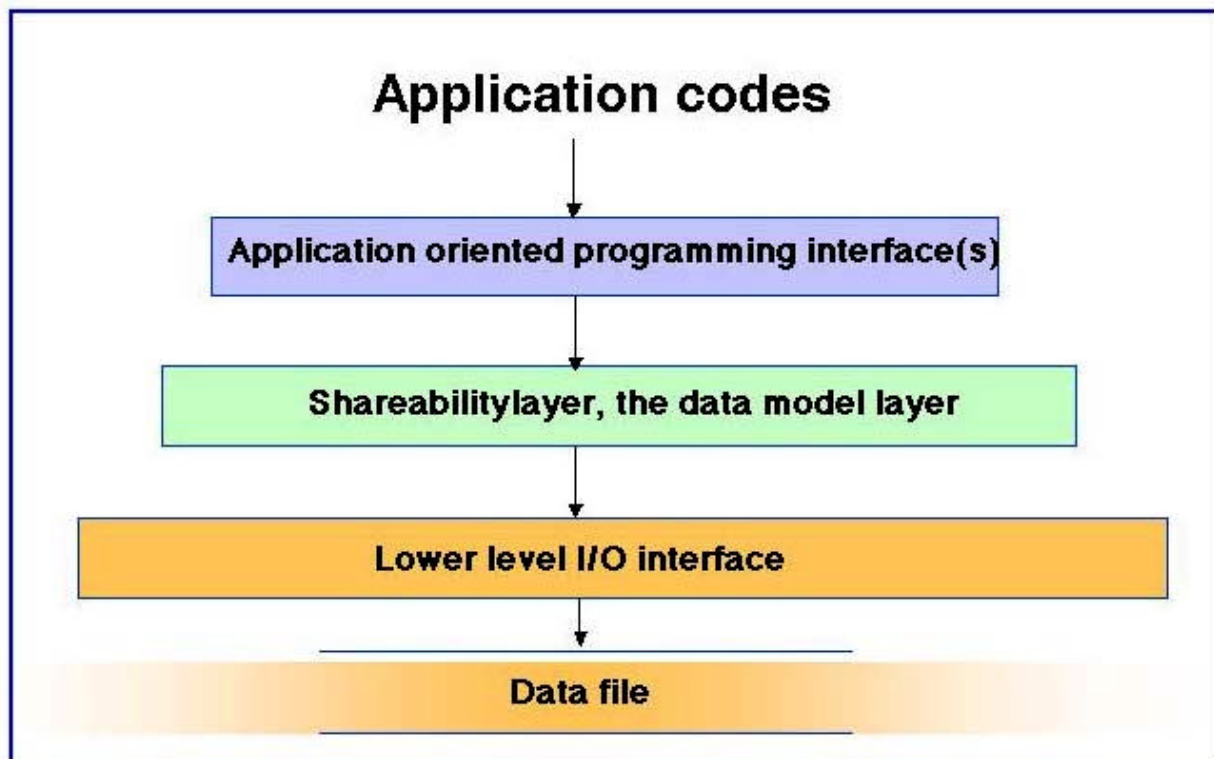 Application codes
Application oriented programming interface(s)
Shareabilitylayer, the data model layer
Lower level I/O interface
Data file